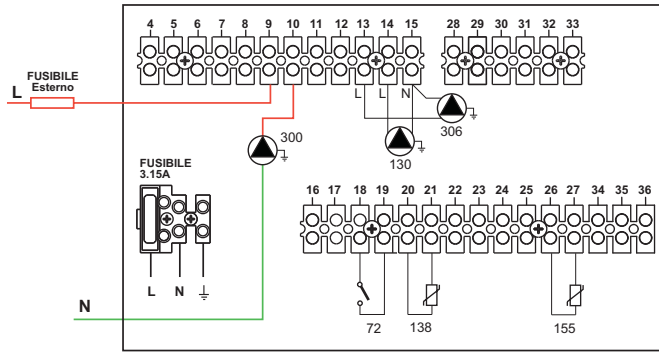 4 5 6 7 8 9 10 11 12 13 14 15 28 29 30 31 32 33
FUSIBILE
Esterno
L
L L N
306
300
130
FUSIBILE
3.15A
16 17 18 19 20 21 22 23 24 25 26 27 34 35 36
L N
N
72 138 155